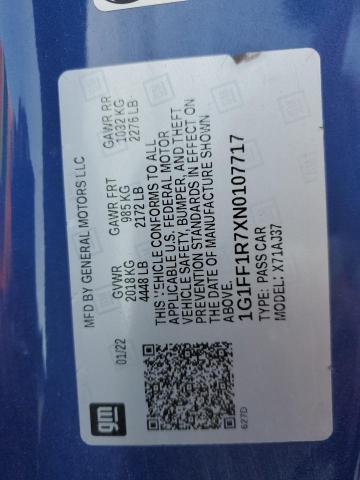 MFD BY GENERAL MOTORS LLC
01/22 GVWR GAWR FRT GAWR RR
2018 KG 985 KG 1032 KG
4448 LB 2172 LB 2276 LB
THIS VEHICLE CONFORMS TO ALL
APPLICABLE U.S. FEDERAL MOTOR
VEHICLE SAFETY, BUMPER, AND THEFT
PREVENTION STANDARDS IN EFFECT ON
THE DATE OF MANUFACTURE SHOWN
ABOVE.
1G1FF1R7XN0107717
TYPE: PASS CAR
MODEL: X71AJ37
gm
627D